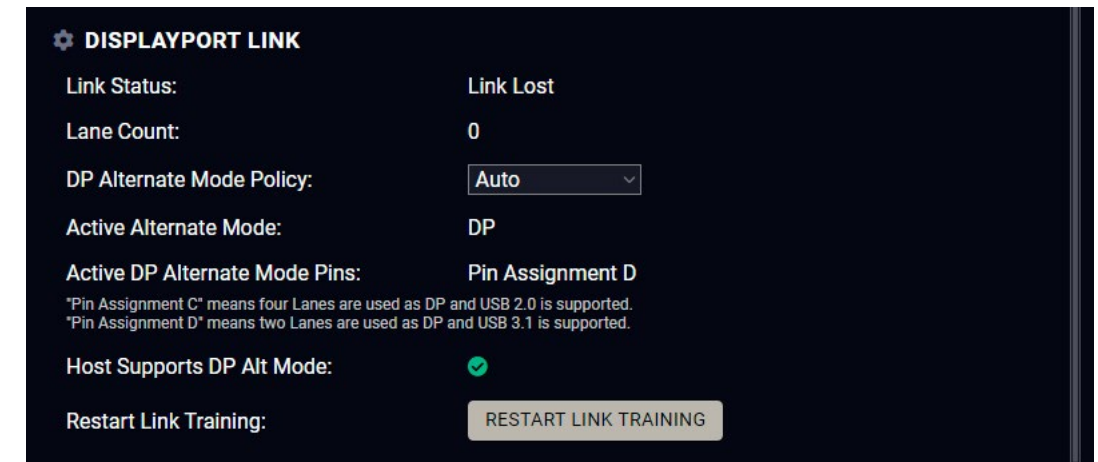 DISPLAYPORT LINK
Link Status: Link Lost
Lane Count: 0
DP Alternate Mode Policy: Auto
Active Alternate Mode: DP
Active DP Alternate Mode Pins: Pin Assignment D
"Pin Assignment C" means four Lanes are used as DP and USB 2.0 is supported.
"Pin Assignment D" means two Lanes are used as DP and USB 3.1 is supported.
Host Supports DP Alt Mode:
Restart Link Training: RESTART LINK TRAINING